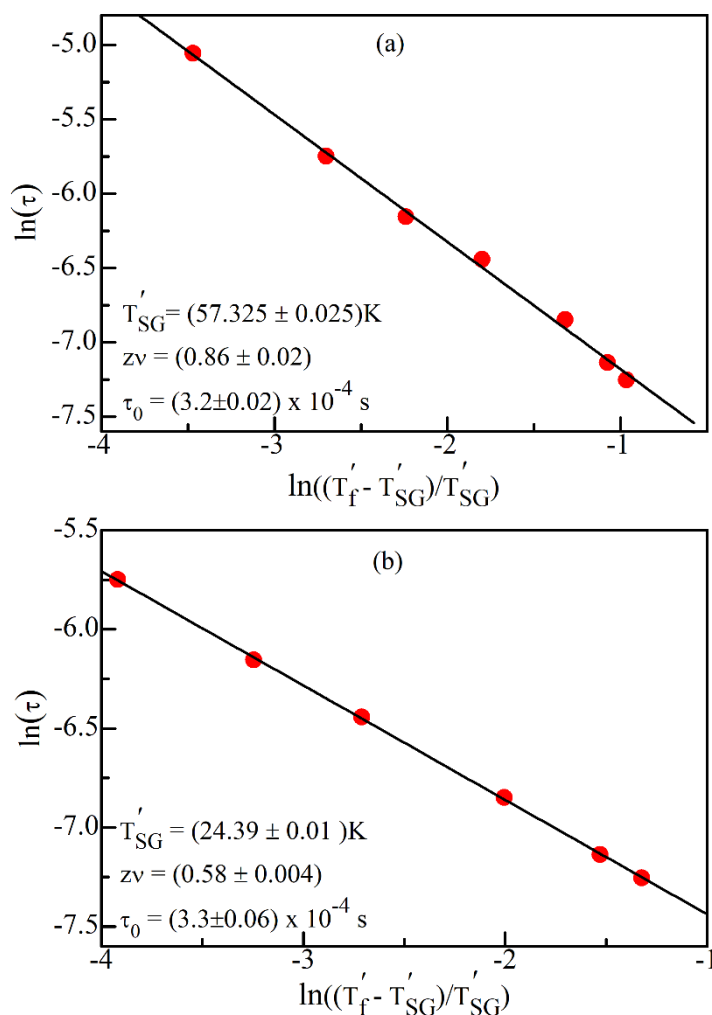 (a)
-5.0
-5.5
-6.0
-6.5
-7.0
-7.5
ln(τ)
T′SG = (57.325 ± 0.025)K
zν = (0.86 ± 0.02)
τ0 = (3.2±0.02) x 10-4 s
-4 -3 -2 -1
ln((T′f - T′SG)/T′SG)
(b)
-5.5
-6.0
-6.5
-7.0
-7.5
ln(τ)
T′SG = (24.39 ± 0.01 )K
zν = (0.58 ± 0.004)
τ0 = (3.3±0.06) x 10-4 s
-4 -3 -2 -1
ln((T′f - T′SG)/T′SG)